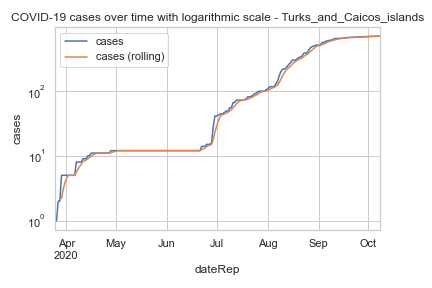 COVID-19 cases over time with logarithmic scale - Turks_and_Caicos_islands
cases
cases (rolling)
cases
10²
10¹
10⁰
Apr May Jun Jul Aug Sep Oct
2020
dateRep